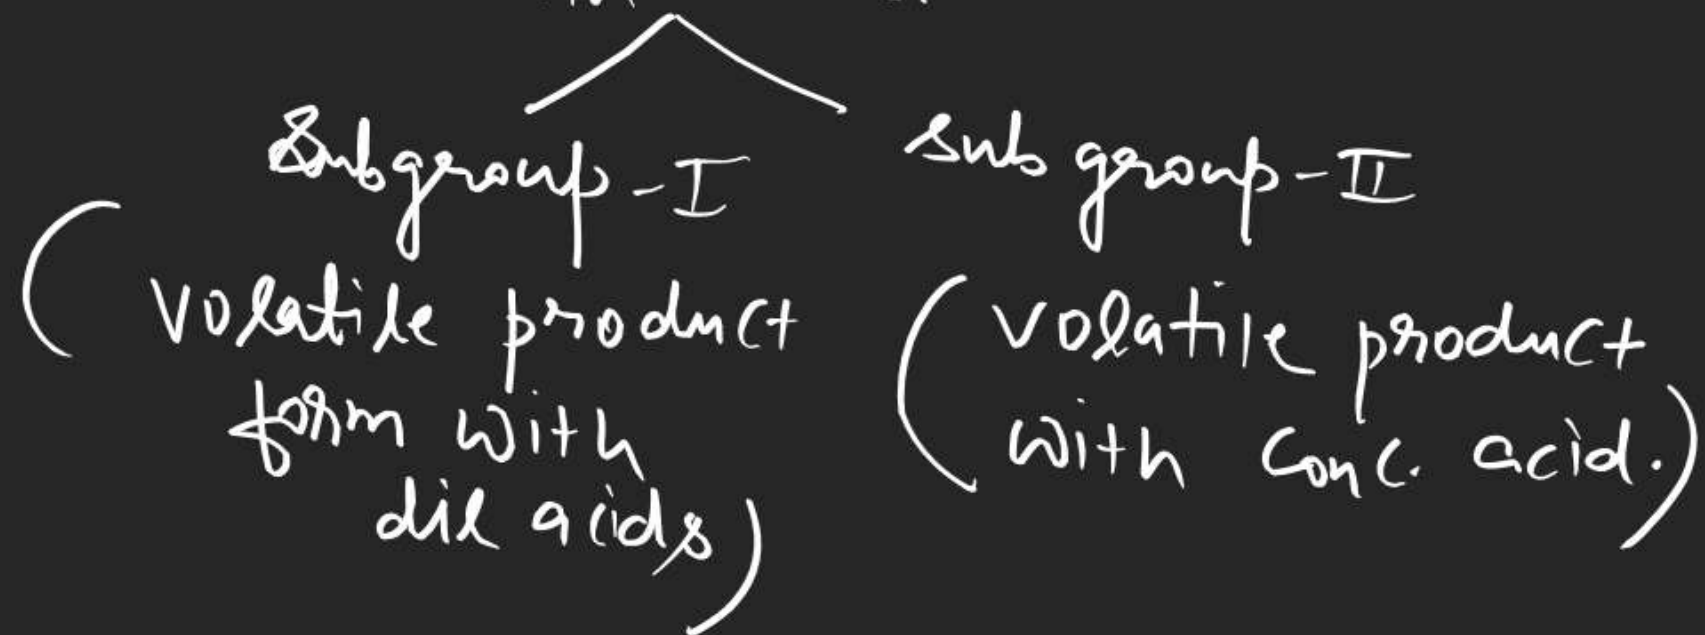 Subgroup-I
sub group-II
(volatile product
form with
dil acids)
(volatile product
with conc. acid.)